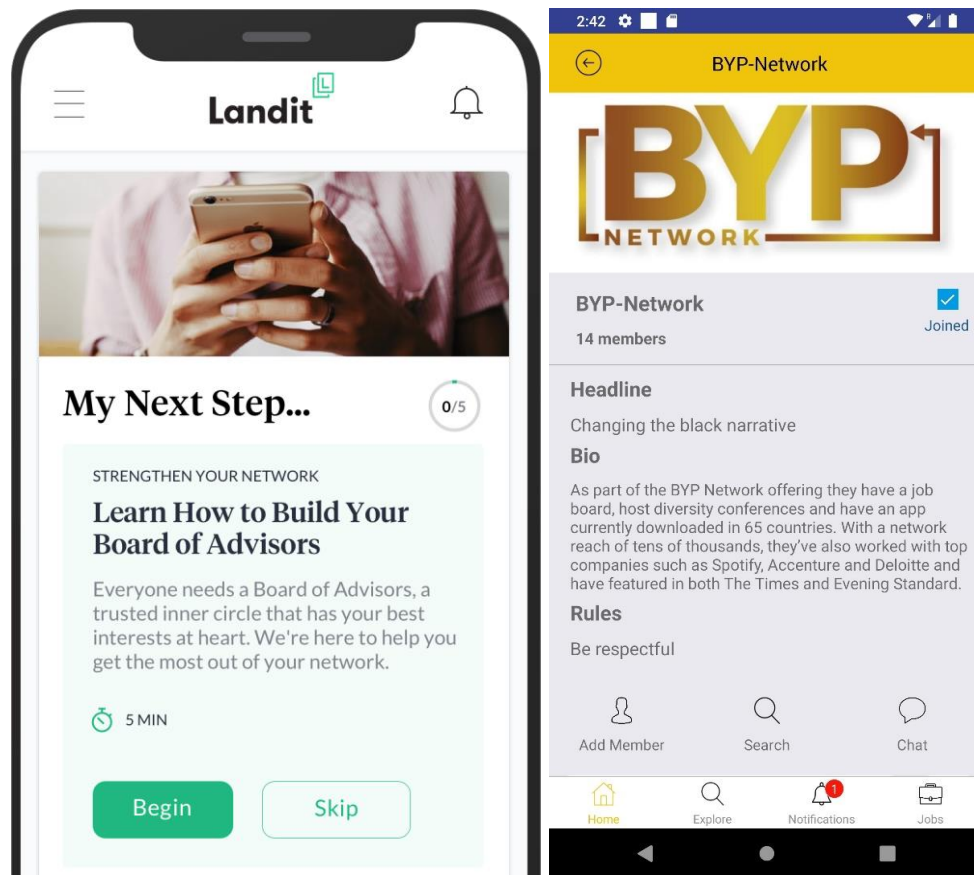 Landit
L
My Next Step...
0/5
STRENGTHEN YOUR NETWORK
Learn How to Build Your
Board of Advisors
Everyone needs a Board of Advisors, a
trusted inner circle that has your best
interests at heart. We're here to help you
get the most out of your network.
5 MIN
Begin
Skip
2:42
R
BYP-Network
BYP
NETWORK
BYP-Network
Joined
14 members
Headline
Changing the black narrative
Bio
As part of the BYP Network offering they have a job
board, host diversity conferences and have an app
currently downloaded in 65 countries. With a network
reach of tens of thousands, they've also worked with top
companies such as Spotify, Accenture and Deloitte and
have featured in both The Times and Evening Standard.
Rules
Be respectful
Add Member
Search
Chat
1
Home
Explore
Notifications
Jobs